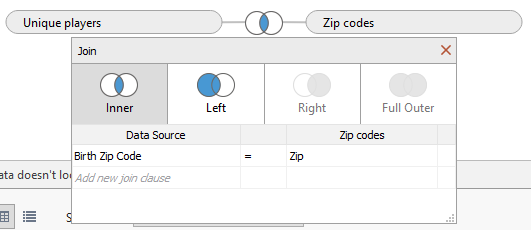 Unique players Zip codes
Join
Inner Left Right Full Outer
Data Source Zip codes
Birth Zip Code = Zip
Add new join clause
ata doesn't lo
S